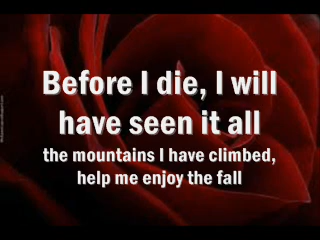 Before I die, I will
have seen it all
the mountains I have climbed,
help me enjoy the fall